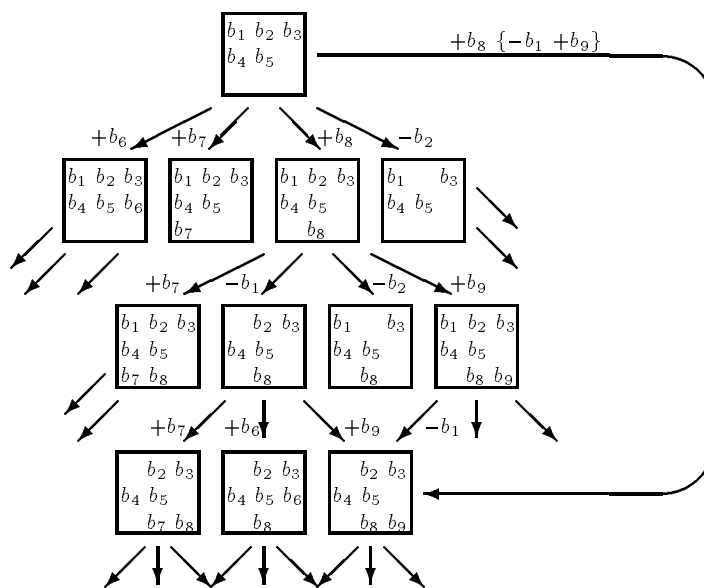 b₁ b₂ b₃ +b₈ {−b₁ +b₉}
b₄ b₅
+b₆ +b₇ +b₈ −b₂
b₁ b₂ b₃ b₁ b₂ b₃ b₁ b₂ b₃ b₁ b₃
b₄ b₅ b₆ b₄ b₅ b₄ b₅ b₄ b₅
b₇ b₈
+b₇ −b₁ −b₂ +b₉
b₁ b₂ b₃ b₂ b₃ b₁ b₃ b₁ b₂ b₃
b₄ b₅ b₄ b₅ b₄ b₅ b₄ b₅
b₇ b₈ b₈ b₈ b₈ b₉
+b₇ +b₆ +b₉ −b₁
b₂ b₃ b₂ b₃ b₂ b₃
b₄ b₅ b₄ b₅ b₆ b₄ b₅
b₇ b₈ b₈ b₈ b₉